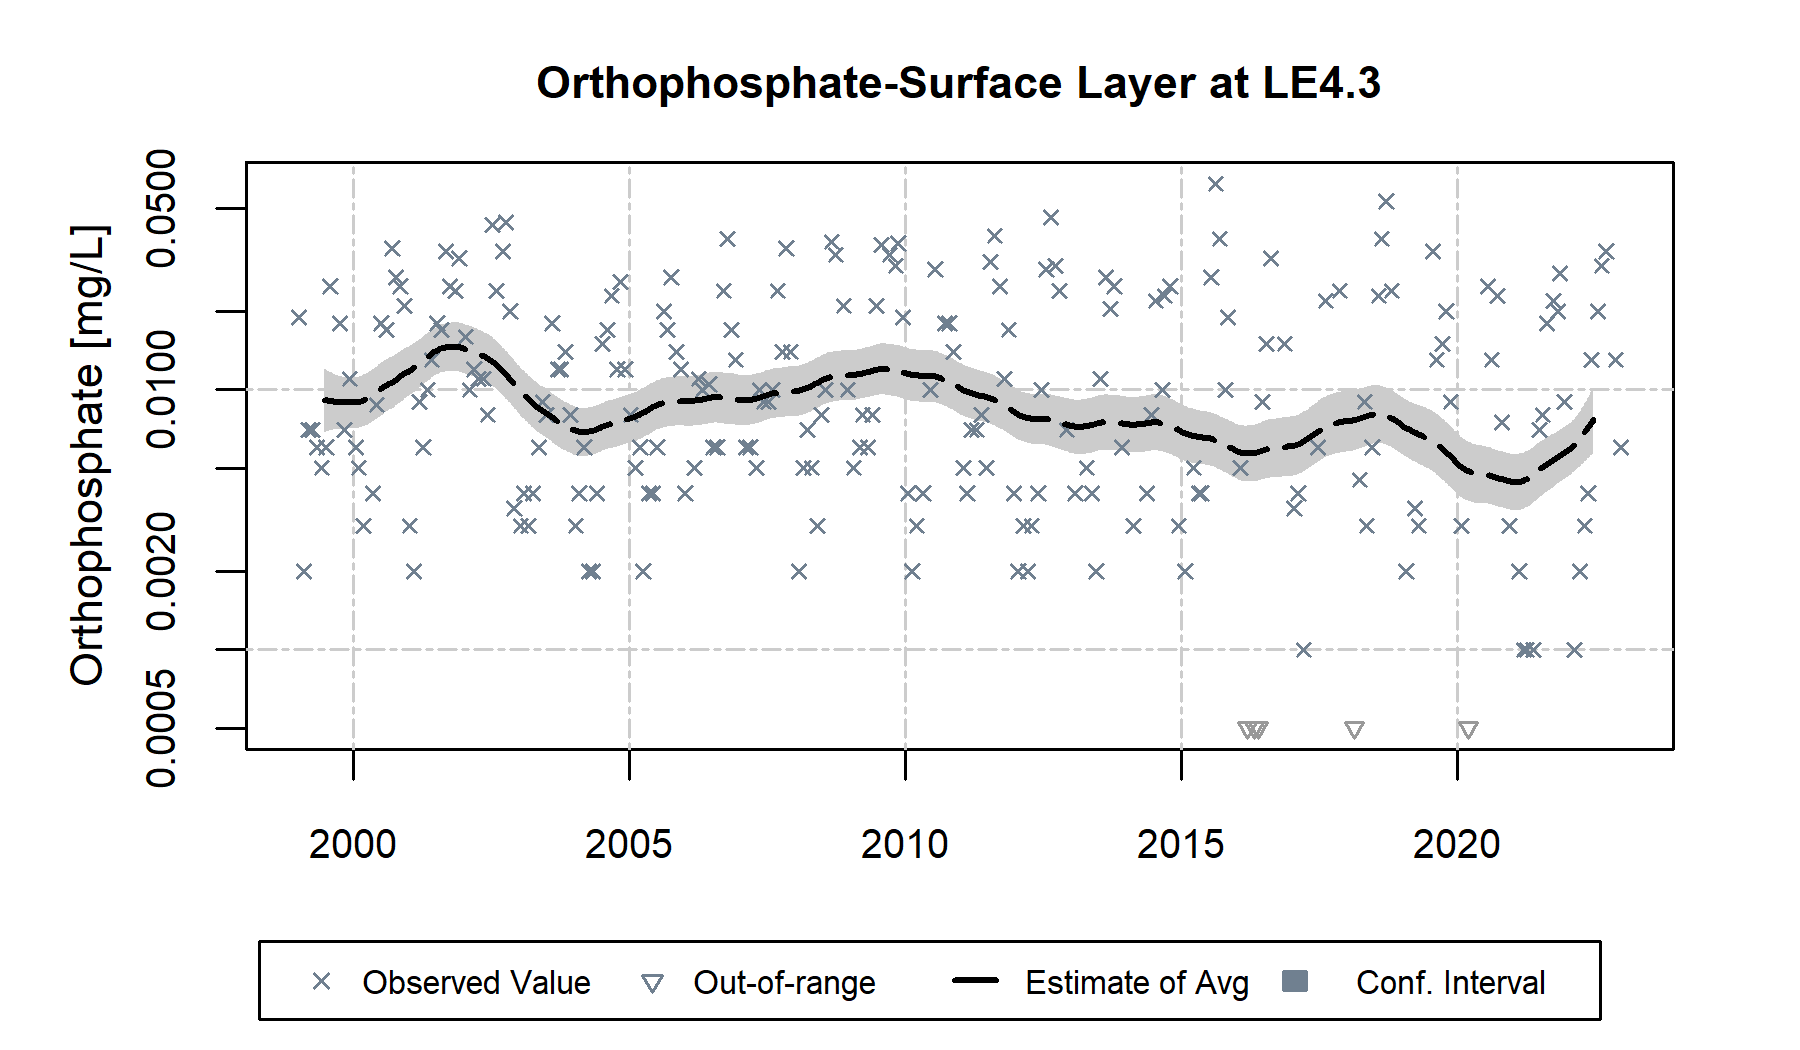 Orthophosphate-Surface Layer at LE4.3
Orthophosphate [mg/L]
0.0500
0.0100
0.0020
0.0005
2000 2005 2010 2015 2020
Observed Value Out-of-range Estimate of Avg Conf. Interval